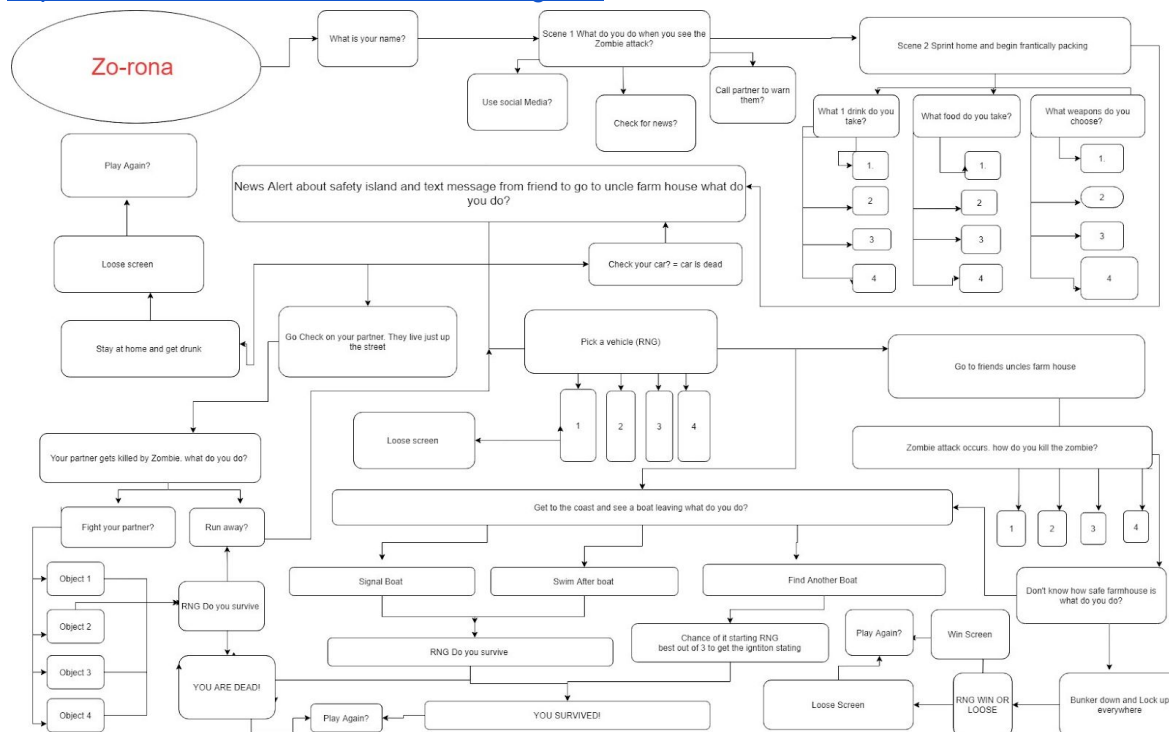 Zo-rona
What is your name?
Scene 1 What do you do when you see the
Zombie attack?
Scene 2 Sprint home and begin frantically packing
Use social Media?
Check for news?
Call partner to warn
them?
What 1 drink do you
take?
What food do you take?
What weapons do you
choose?
1.
1.
1.
2
2
2
3
3
3
4
4
4
Play Again?
News Alert about safety island and text message from friend to go to uncle farm house what do
you do?
Loose screen
Check your car? = car is dead
Stay at home and get drunk
Go Check on your partner. They live just up
the street
Pick a vehicle (RNG)
Go to friends uncles farm house
1
2
3
4
Loose screen
Your partner gets killed by Zombie. what do you do?
Zombie attack occurs. how do you kill the zombie?
Fight your partner?
Run away?
Get to the coast and see a boat leaving what do you do?
1
2
3
4
Object 1
Object 2
Object 3
Object 4
RNG Do you survive
YOU ARE DEAD!
Signal Boat
Swim After boat
Find Another Boat
Don't know how safe farmhouse is
what do you do?
RNG Do you survive
Chance of it starting RNG
best out of 3 to get the igntiton stating
Play Again?
Win Screen
Loose Screen
RNG WIN OR
LOOSE
Bunker down and Lock up
everywhere
Play Again?
YOU SURVIVED!